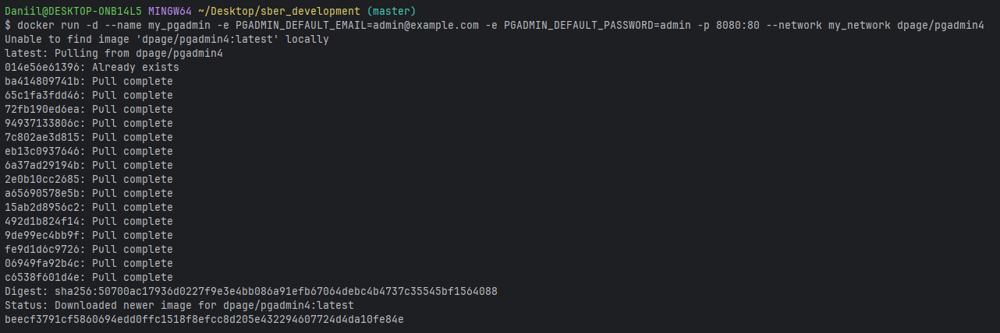 Daniil@DESKTOP-ONB14L5 MINGW64 ~/Desktop/sber_development (master)
$ docker run -d --name my_pgadmin -e PGADMIN_DEFAULT_EMAIL=admin@example.com -e PGADMIN_DEFAULT_PASSWORD=admin -p 8080:80 --network my_network dpage/pgadmin4
Unable to find image 'dpage/pgadmin4:latest' locally
latest: Pulling from dpage/pgadmin4
014e56e61396: Already exists
ba414809741b: Pull complete
65c1fa3fdd46: Pull complete
72fb190ed6ea: Pull complete
94937133806c: Pull complete
7c802ae3d815: Pull complete
eb13c0937646: Pull complete
6a37ad29194b: Pull complete
2e0b10cc2685: Pull complete
a65690578e5b: Pull complete
15ab2d8956c2: Pull complete
492d1b824f14: Pull complete
9de99ec4bb9f: Pull complete
fe9d1d6c9726: Pull complete
06949fa92b4c: Pull complete
c6538f601d4e: Pull complete
Digest: sha256:50700ac17936d0227f9e3e4bb086a91efb67064debc4b4737c35545bf1564088
Status: Downloaded newer image for dpage/pgadmin4:latest
beecf3791cf5860694edd0ffc1518f8efcc8d205e432294607724d4da10fe84e